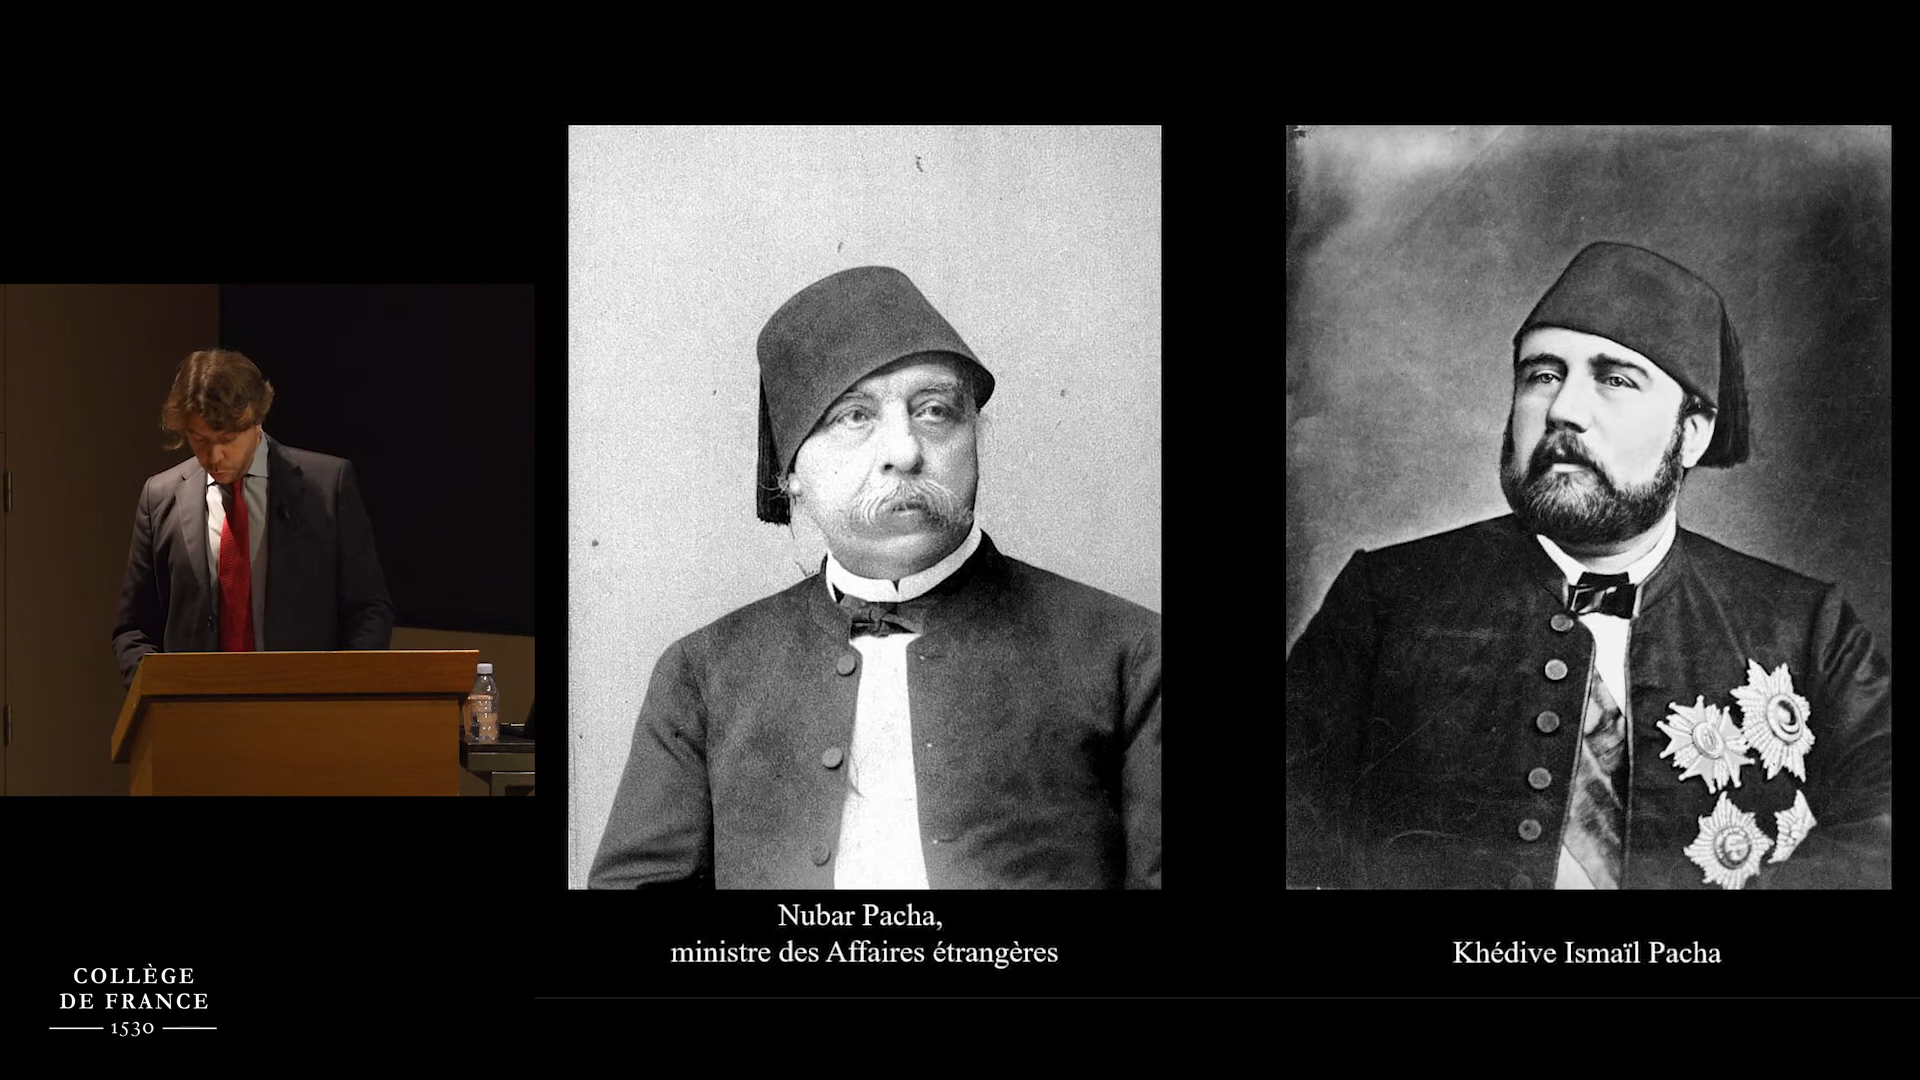 Nubar Pacha,
ministre des Affaires étrangères
Khédive Ismaïl Pacha
COLLÈGE
DE FRANCE
1530